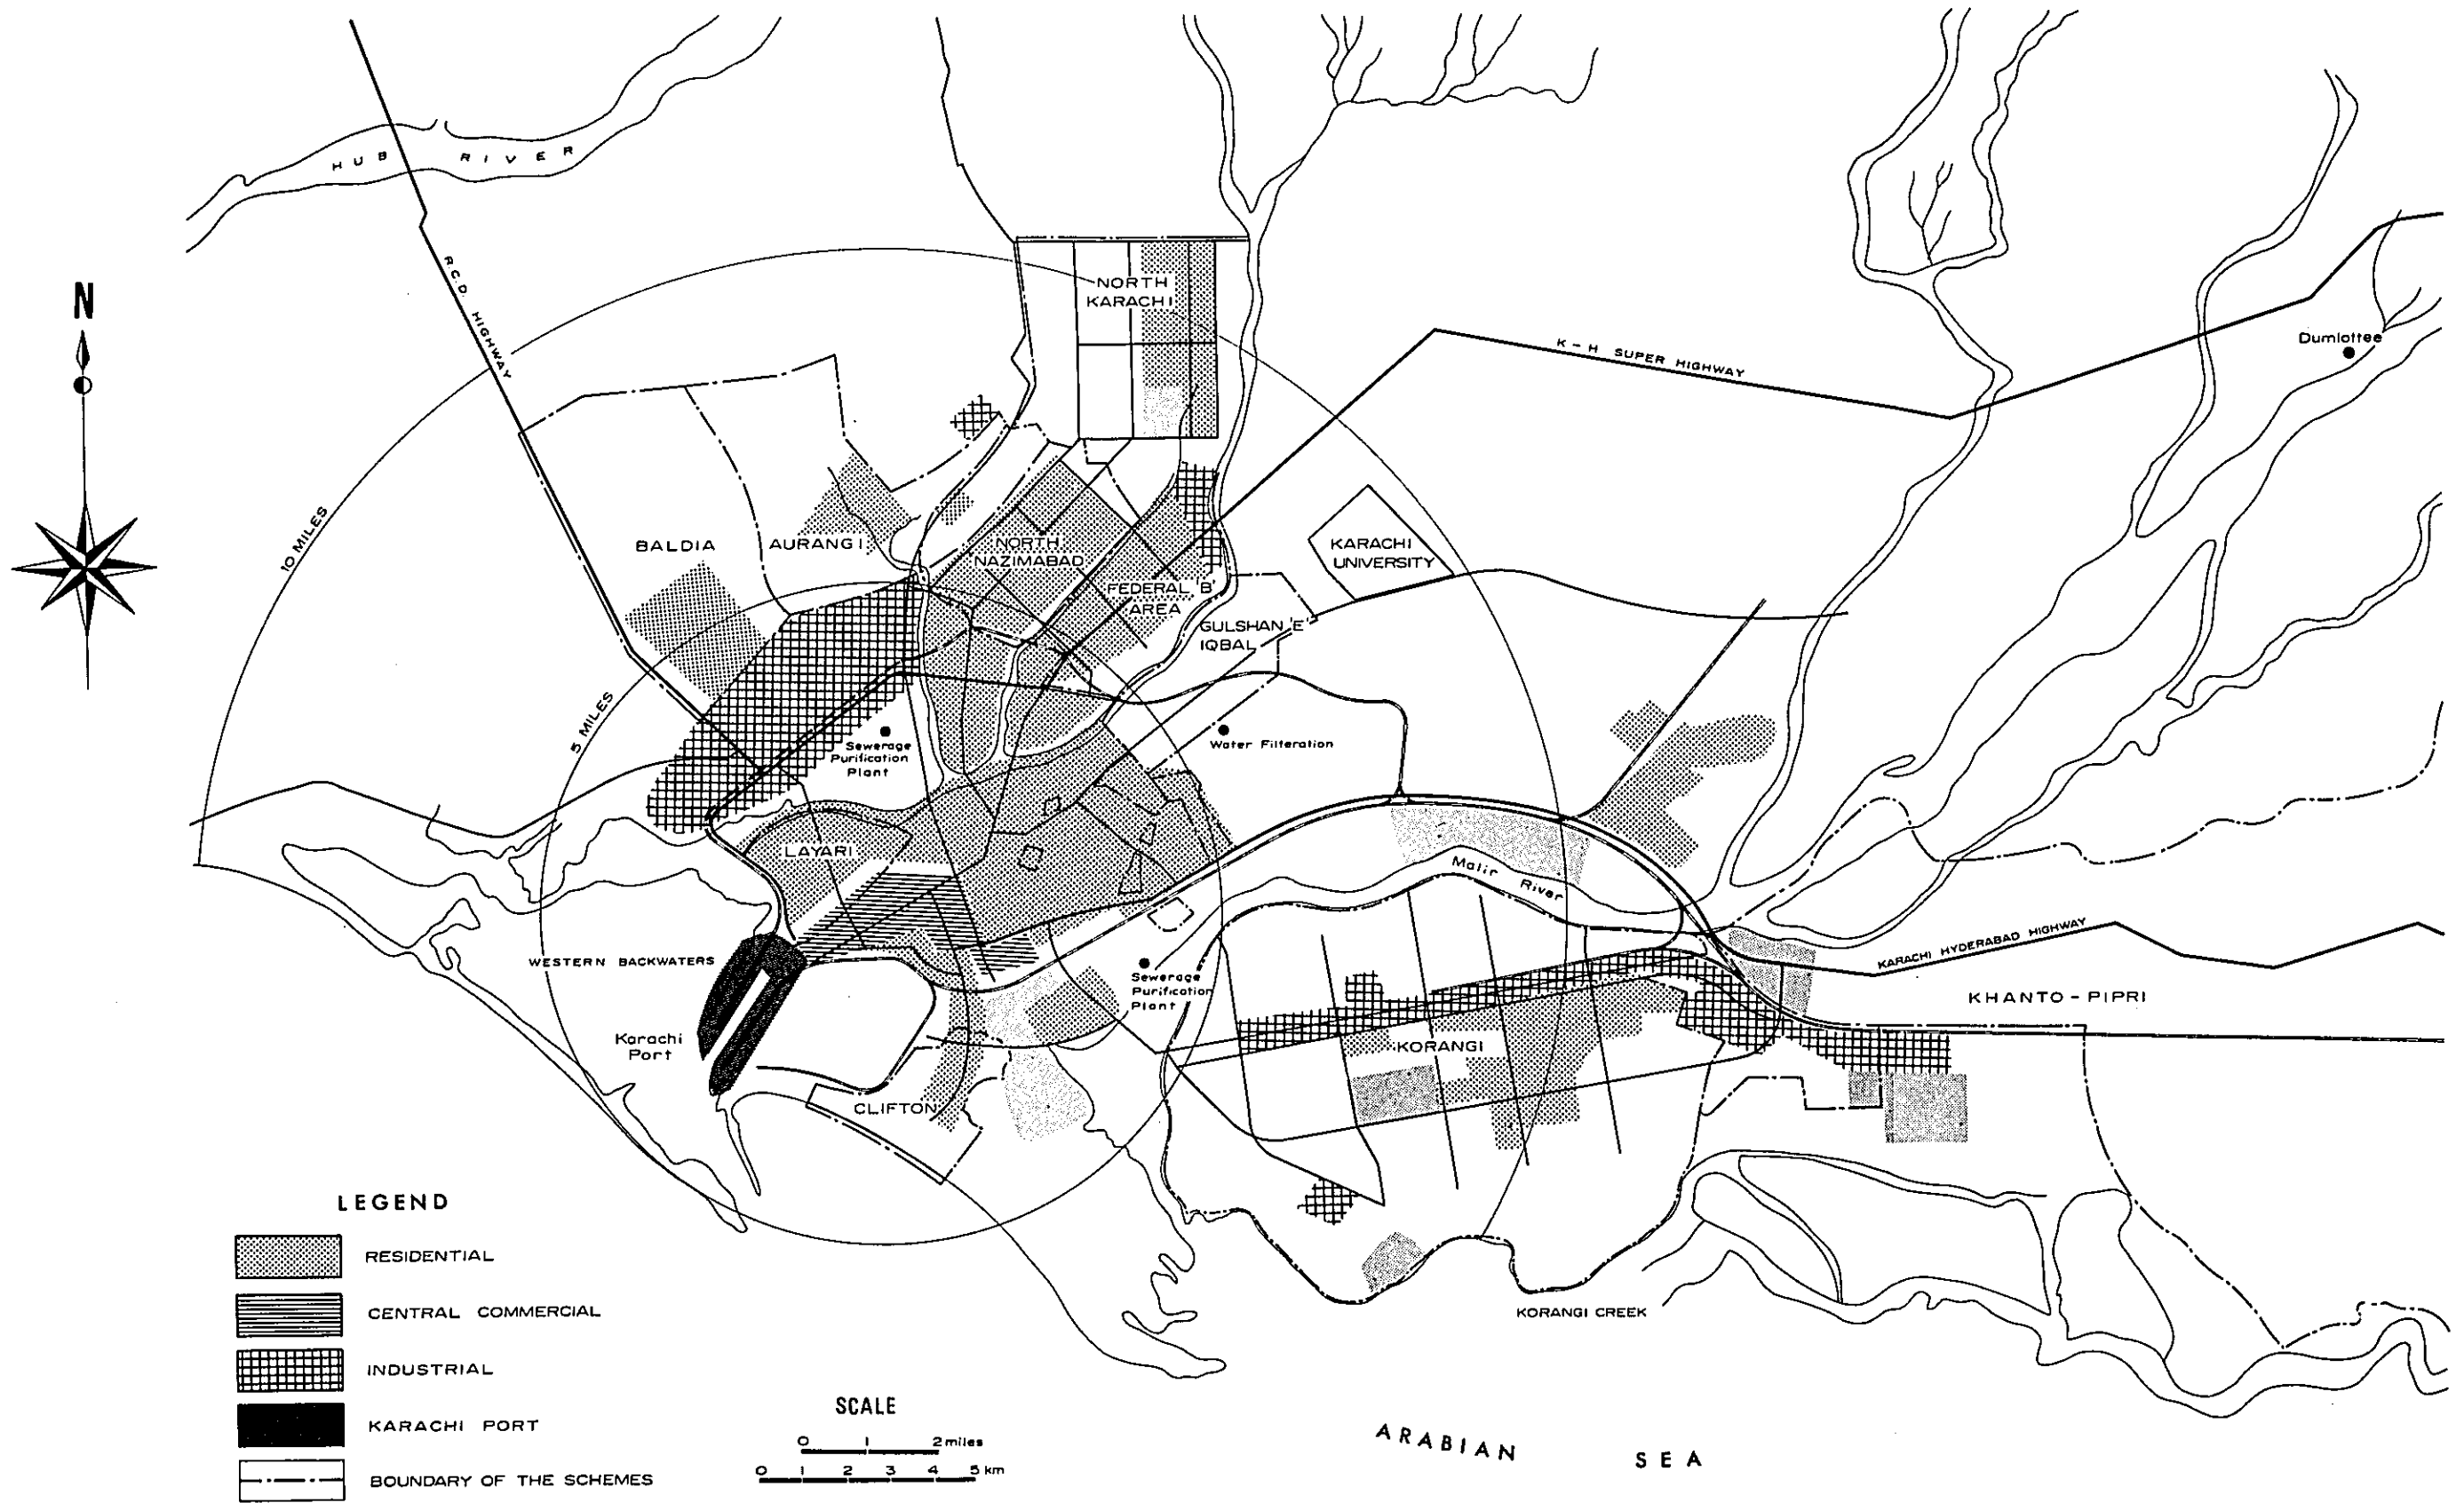 HUB RIVER
N
R.C.D. HIGHWAY
NORTH
KARACHI
K-H SUPER HIGHWAY
Dumlottee
10 MILES
BALDIA
AURANGI
NORTH
NAZIMABAD
KARACHI
UNIVERSITY
FEDERAL 'B'
AREA
GULSHAN 'E'
IQBAL
5 MILES
Sewerage
Purification
Plant
Water Filteration
LAYARI
Malir River
WESTERN BACKWATERS
Sewerage
Purification
Plant
KARACHI HYDERABAD HIGHWAY
KHANTO-PIPRI
Karachi
Port
KORANGI
CLIFTON
LEGEND
RESIDENTIAL
CENTRAL COMMERCIAL
INDUSTRIAL
KARACHI PORT
BOUNDARY OF THE SCHEMES
KORANGI CREEK
SCALE
0 1 2 miles
0 1 2 3 4 5 km
ARABIAN SEA